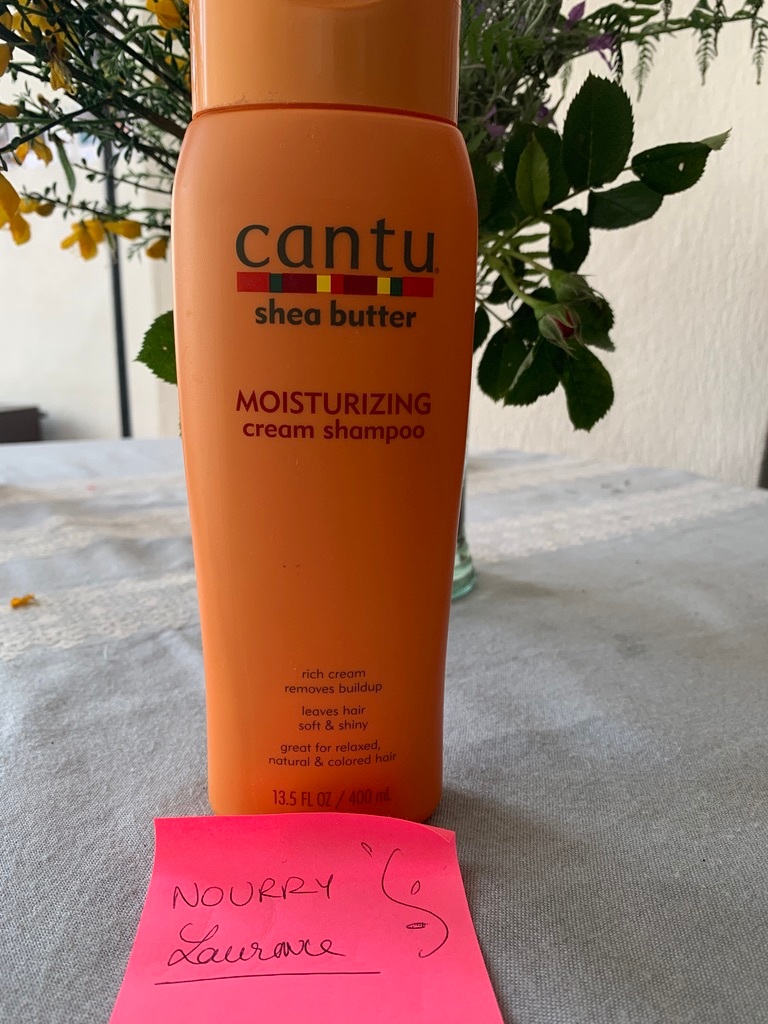 cantu
shea butter
MOISTURIZING
cream shampoo
rich cream
removes buildup
leaves hair
soft & shiny
great for relaxed,
natural & colored hair
13.5 FL OZ / 400 mL
NOURRY
Laurence